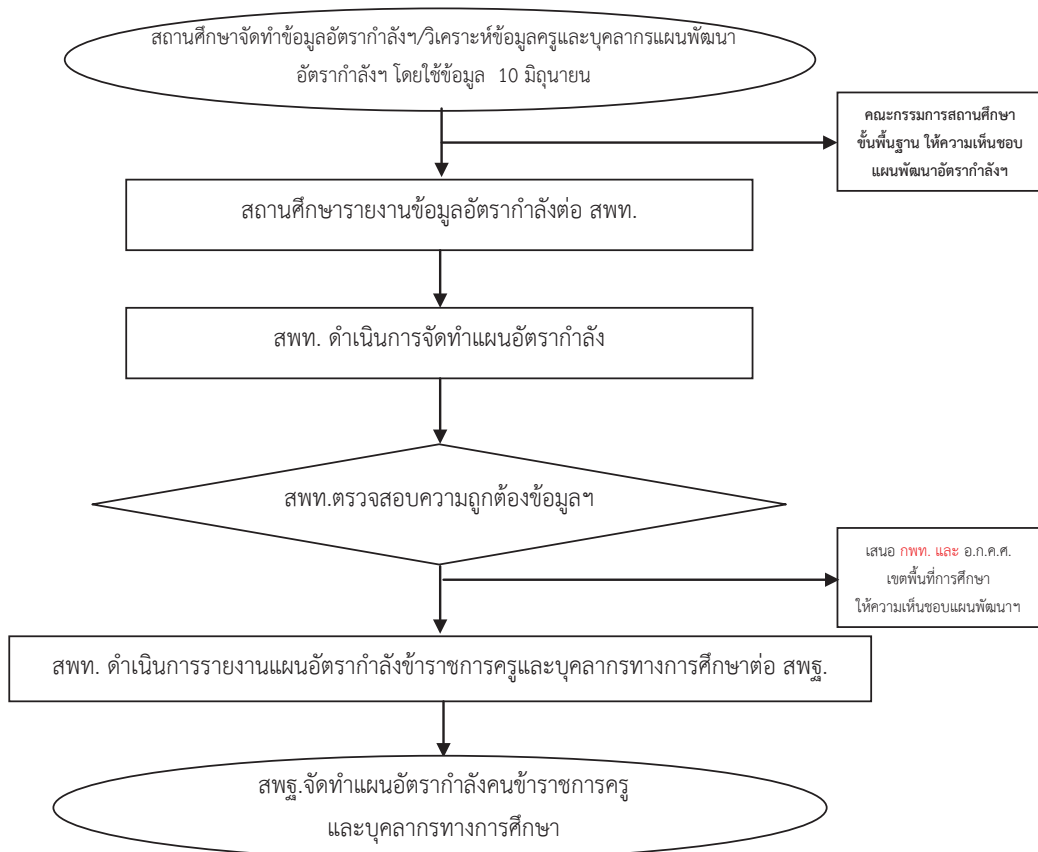 สถานศึกษาจัดทำข้อมูลอัตรากำลังฯ/วิเคราะห์ข้อมูลครูและบุคลากรแผนพัฒนา
อัตรากำลังฯ โดยใช้ข้อมูล 10 มิถุนายน
คณะกรรมการสถานศึกษา
ขั้นพื้นฐาน ให้ความเห็นชอบ
แผนพัฒนาอัตรากำลังฯ
สถานศึกษารายงานข้อมูลอัตรากำลังต่อ สพท.
สพท. ดำเนินการจัดทำแผนอัตรากำลัง
สพท.ตรวจสอบความถูกต้องข้อมูลฯ
เสนอ กพท. และ อ.ก.ค.ศ.
เขตพื้นที่การศึกษา
ให้ความเห็นชอบแผนพัฒนาฯ
สพท. ดำเนินการรายงานแผนอัตรากำลังข้าราชการครูและบุคลากรทางการศึกษาต่อ สพฐ.
สพฐ.จัดทำแผนอัตรากำลังคนข้าราชการครู
และบุคลากรทางการศึกษา